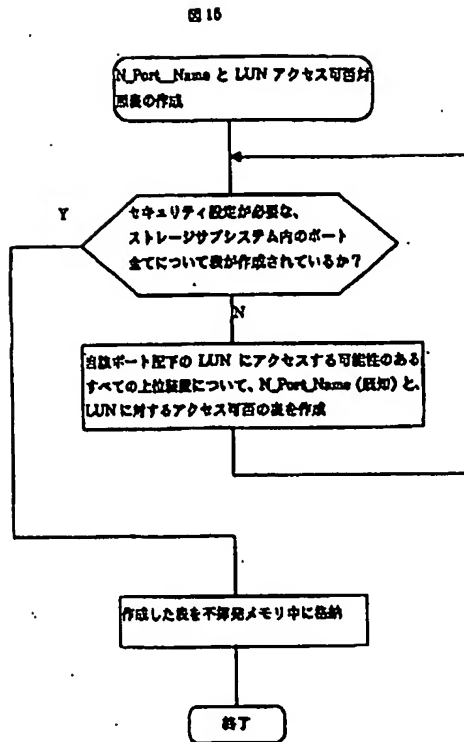 図 15
N_Port_Name と LUN アクセス可否対
照表の作成
セキュリティ設定が必要な、
ストレージサブシステム内のポート
全てについて表が作成されているか？
Y
N
当該ポート配下の LUN にアクセスする可能性のある
すべての上位装置について、N_Port_Name (既知) と、
LUN に対するアクセス可否の表を作成
作成した表を不揮発メモリ中に格納
終了